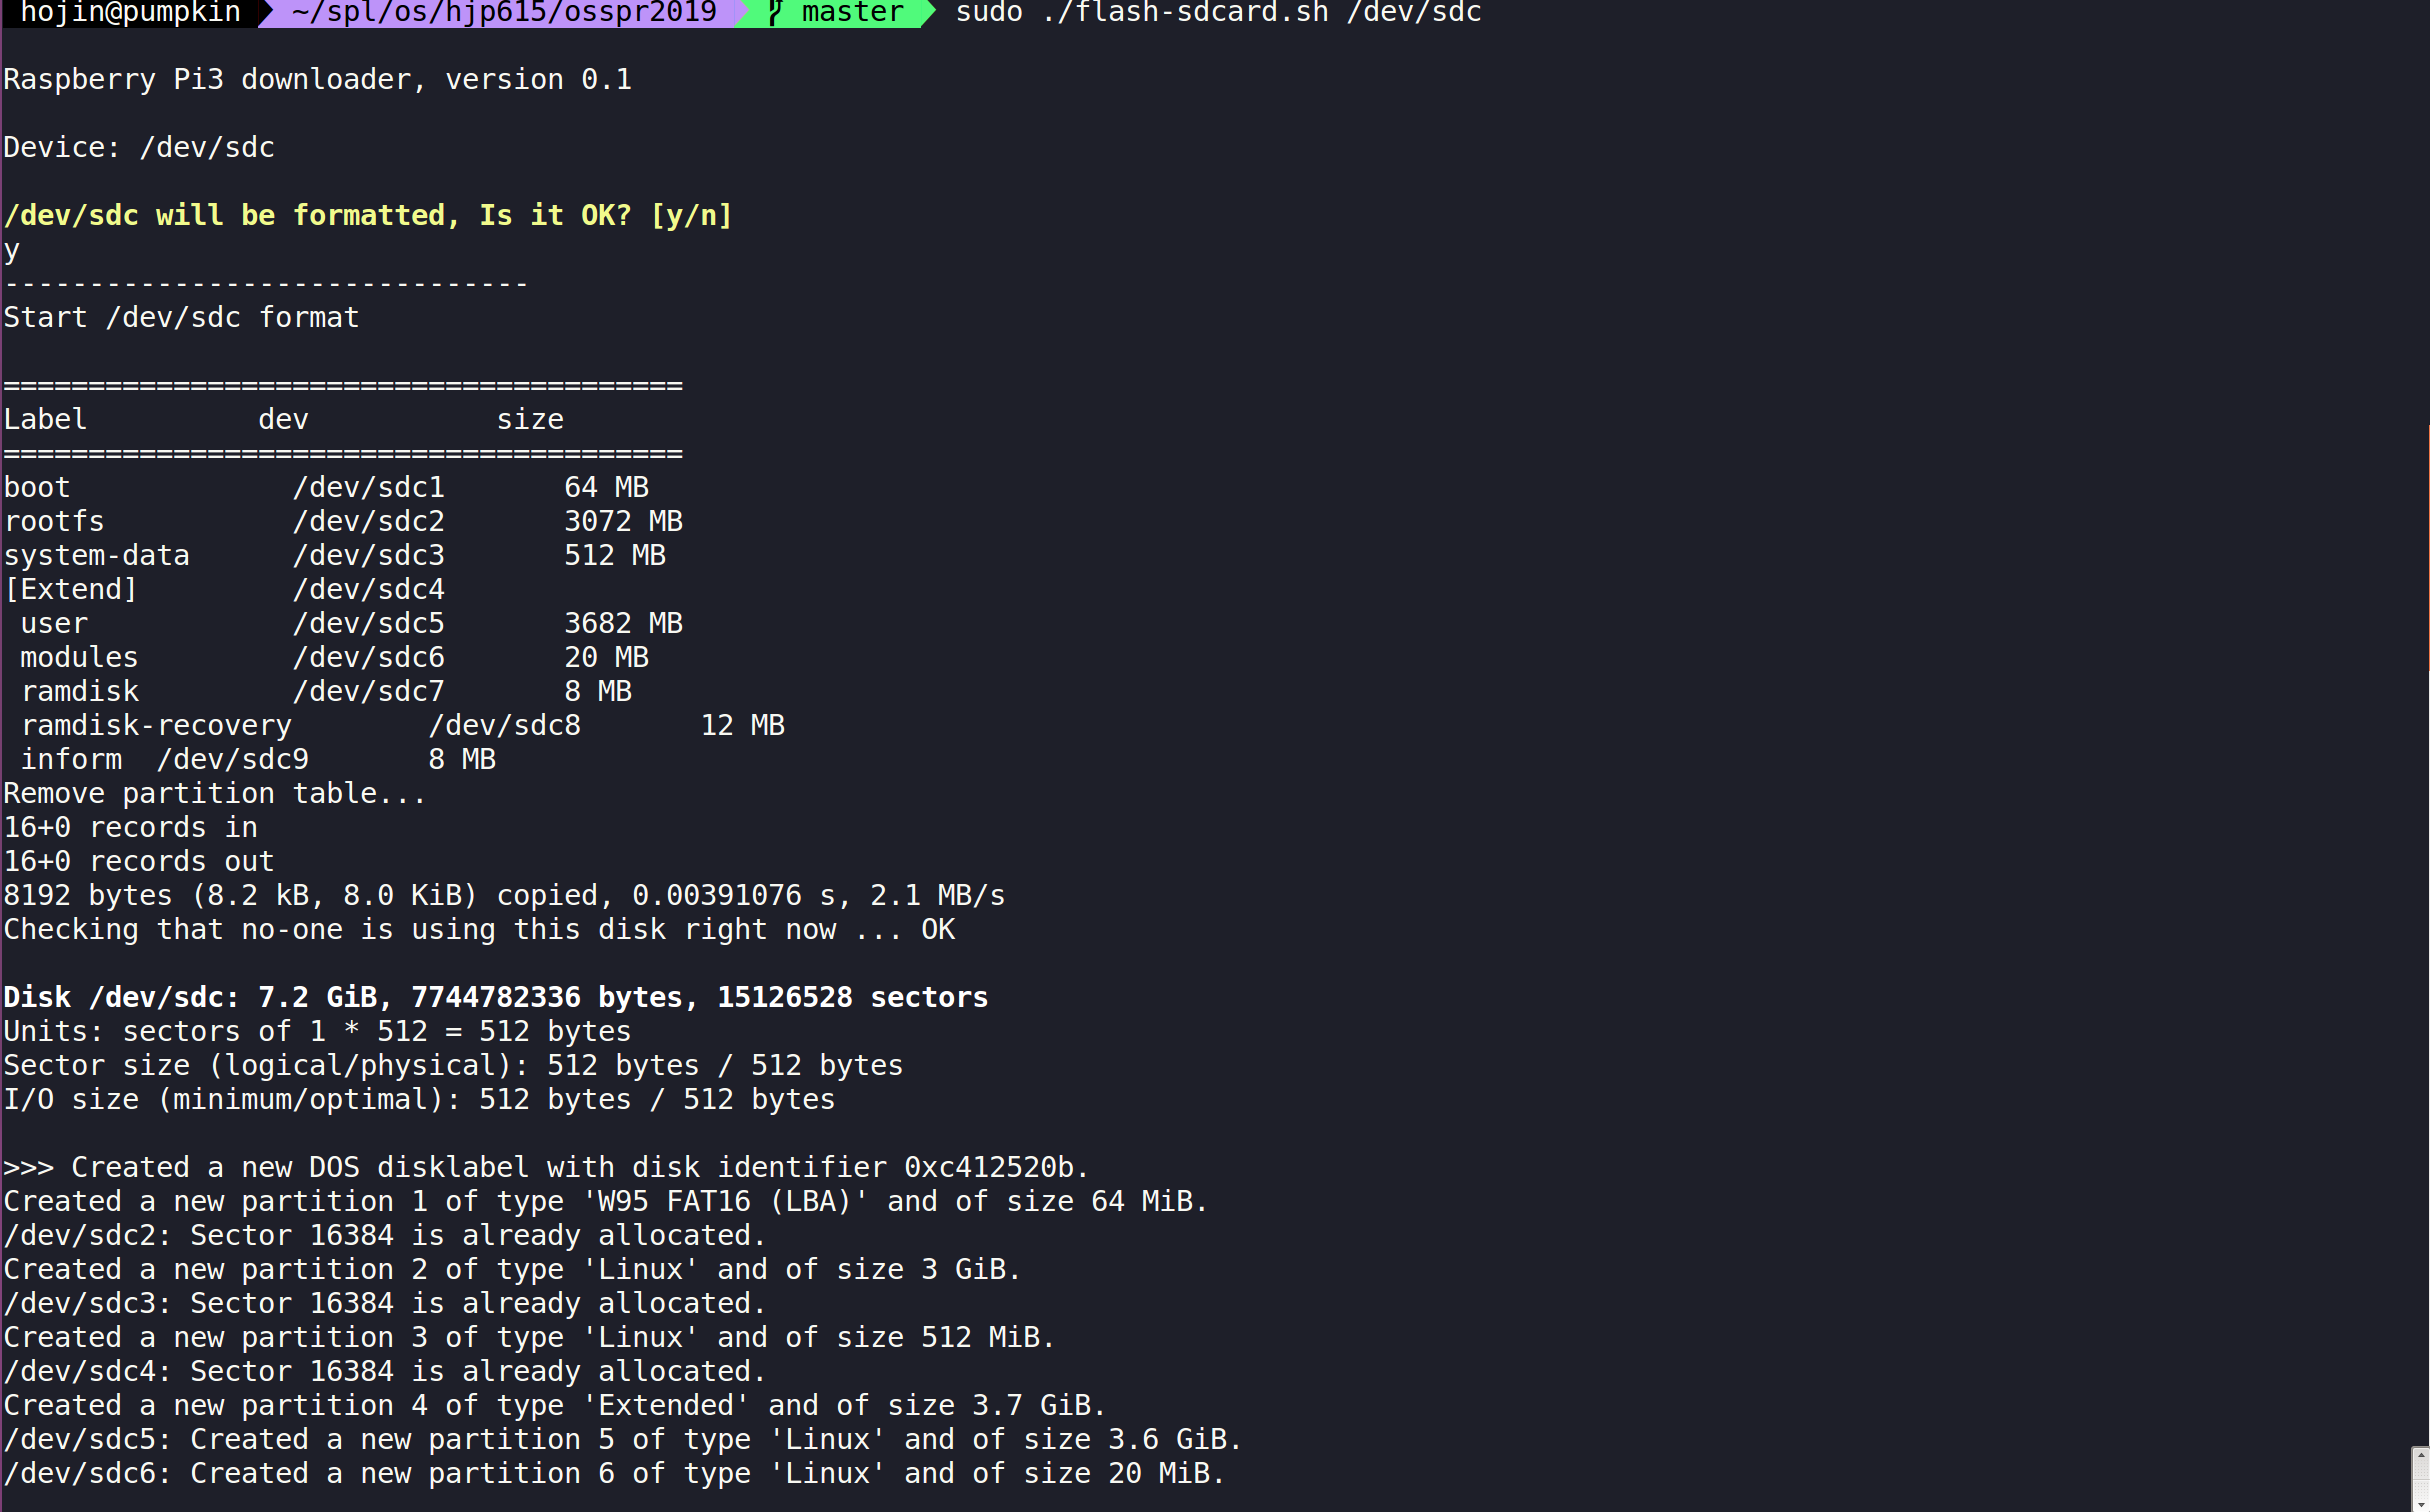 hojin@pumpkin ~/spl/os/hjp615/osspr2019 master sudo ./flash-sdcard.sh /dev/sdc
Raspberry Pi3 downloader, version 0.1
Device: /dev/sdc
/dev/sdc will be formatted, Is it OK? [y/n]
y
-------------------------------
Start /dev/sdc format
========================================
Label dev size
========================================
boot /dev/sdc1 64 MB
rootfs /dev/sdc2 3072 MB
system-data /dev/sdc3 512 MB
[Extend] /dev/sdc4
user /dev/sdc5 3682 MB
modules /dev/sdc6 20 MB
ramdisk /dev/sdc7 8 MB
ramdisk-recovery /dev/sdc8 12 MB
inform /dev/sdc9 8 MB
Remove partition table...
16+0 records in
16+0 records out
8192 bytes (8.2 kB, 8.0 KiB) copied, 0.00391076 s, 2.1 MB/s
Checking that no-one is using this disk right now ... OK
Disk /dev/sdc: 7.2 GiB, 7744782336 bytes, 15126528 sectors
Units: sectors of 1 * 512 = 512 bytes
Sector size (logical/physical): 512 bytes / 512 bytes
I/O size (minimum/optimal): 512 bytes / 512 bytes
>>> Created a new DOS disklabel with disk identifier 0xc412520b.
Created a new partition 1 of type 'W95 FAT16 (LBA)' and of size 64 MiB.
/dev/sdc2: Sector 16384 is already allocated.
Created a new partition 2 of type 'Linux' and of size 3 GiB.
/dev/sdc3: Sector 16384 is already allocated.
Created a new partition 3 of type 'Linux' and of size 512 MiB.
/dev/sdc4: Sector 16384 is already allocated.
Created a new partition 4 of type 'Extended' and of size 3.7 GiB.
/dev/sdc5: Created a new partition 5 of type 'Linux' and of size 3.6 GiB.
/dev/sdc6: Created a new partition 6 of type 'Linux' and of size 20 MiB.